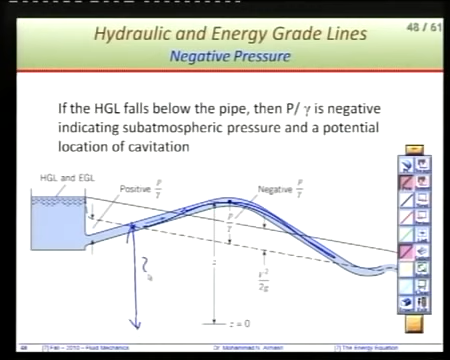 48 / 61
Hydraulic and Energy Grade Lines
Negative Pressure
If the HGL falls below the pipe, then P/ γ is negative
indicating subatmospheric pressure and a potential
location of cavitation
HGL and EGL
Positive p/γ
Negative p/γ
p/γ
z
z
V²/2g
z = 0
48
Fluid Mechanics
The Energy Equation